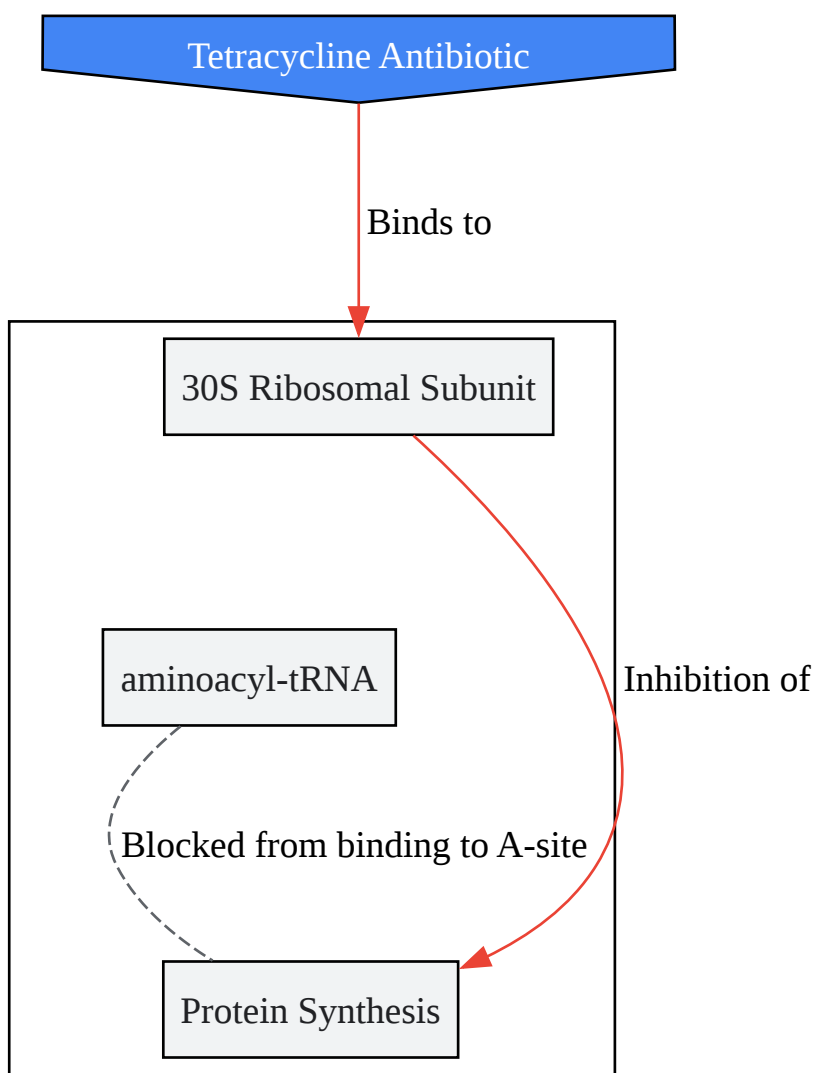 Tetracycline Antibiotic
Binds to
30S Ribosomal Subunit
aminoacyl-tRNA
Inhibition of
Blocked from binding to A-site
Protein Synthesis